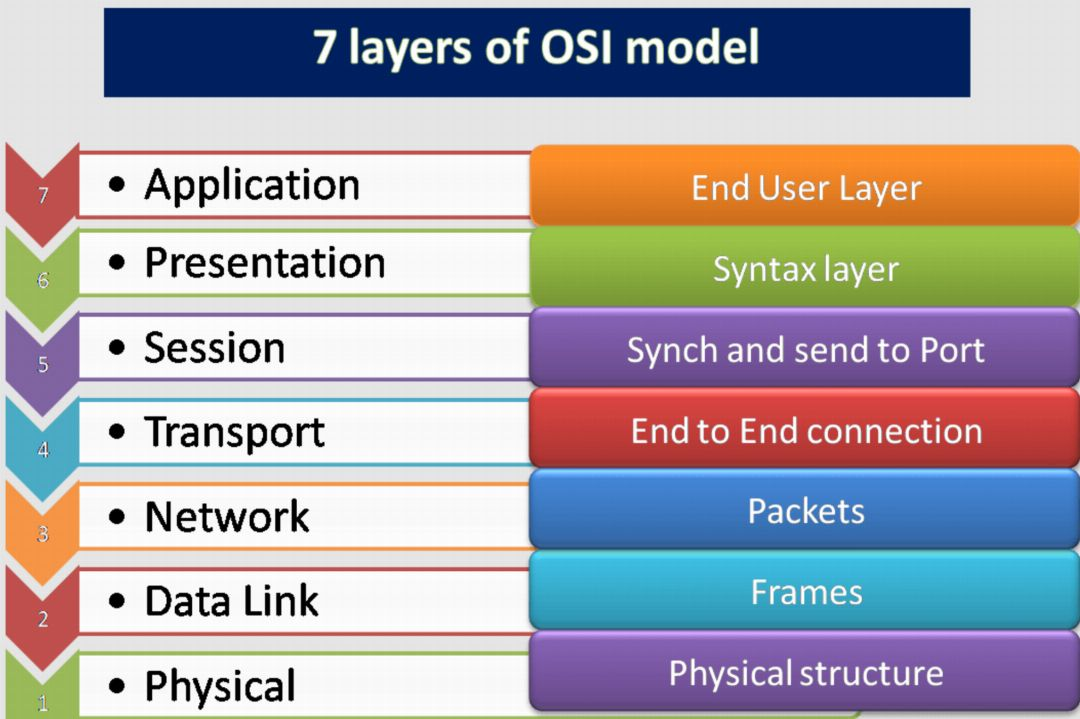 7 layers of OSI model
7 • Application End User Layer
6 • Presentation Syntax layer
5 • Session Synch and send to Port
4 • Transport End to End connection
3 • Network Packets
2 • Data Link Frames
1 • Physical Physical structure